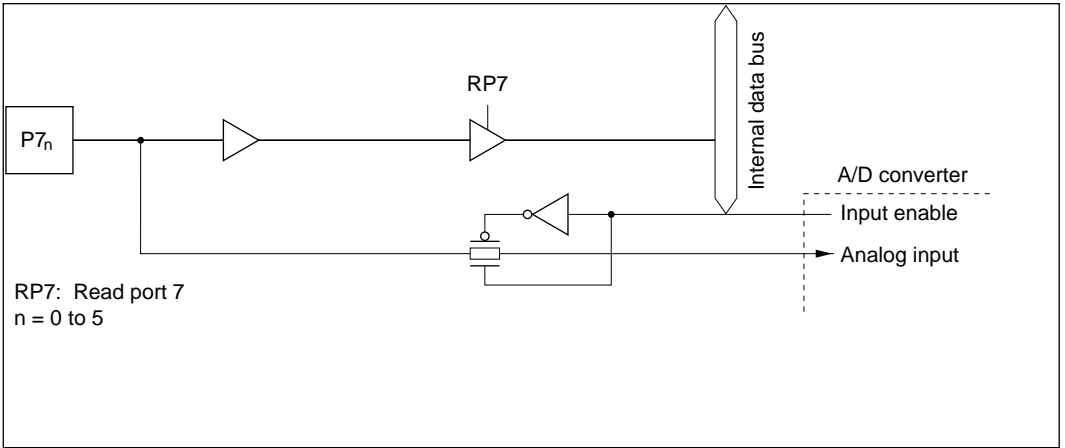 RP7
P7n
Internal data bus
A/D converter
Input enable
Analog input
RP7: Read port 7
n = 0 to 5